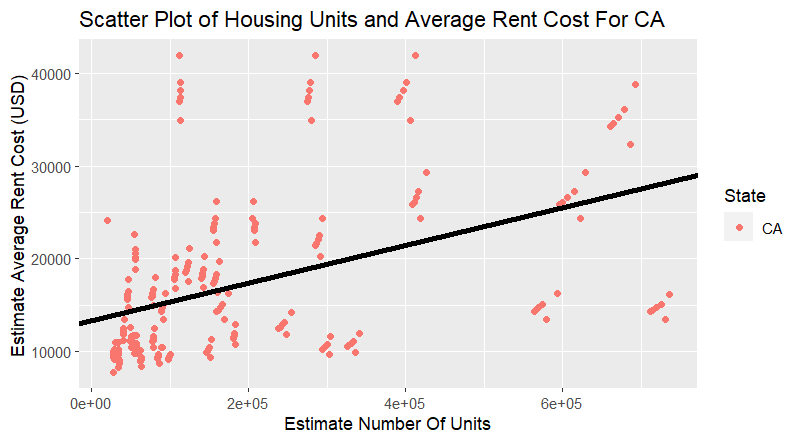 Scatter Plot of Housing Units and Average Rent Cost For CA
Estimate Average Rent Cost (USD)
40000
30000
20000
10000
0e+00
2e+05
4e+05
6e+05
Estimate Number Of Units
State
CA